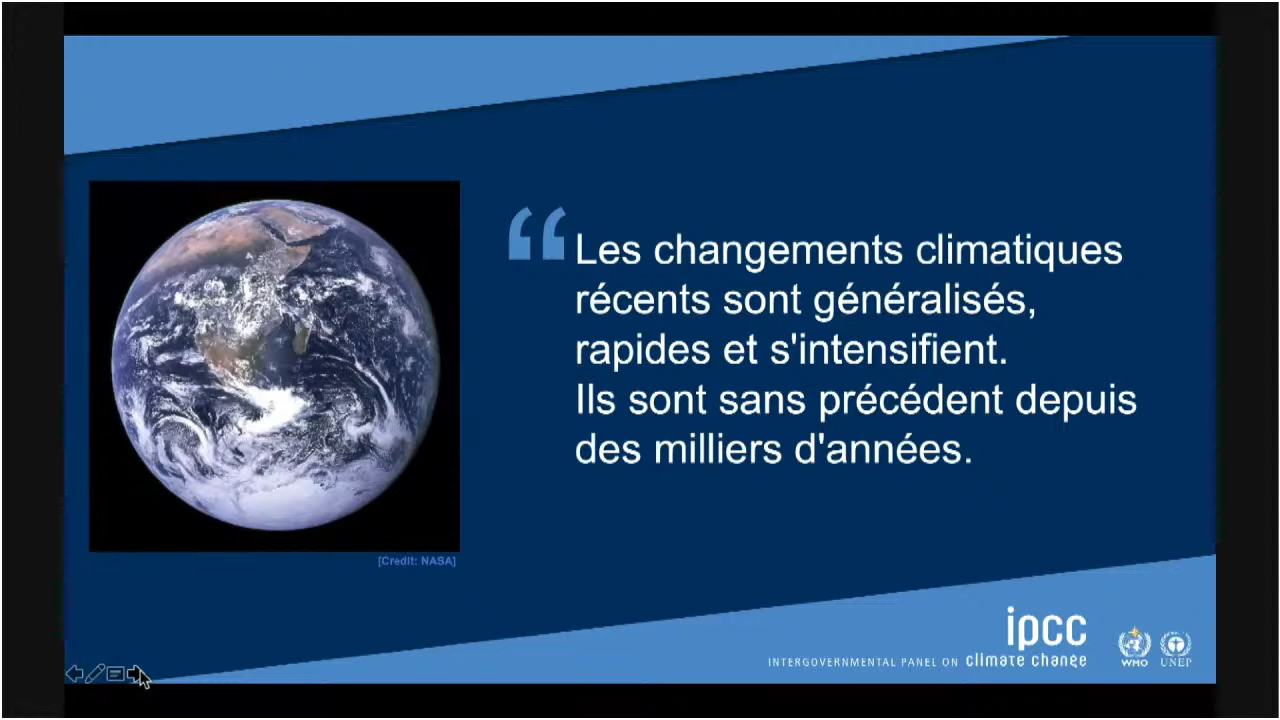 “Les changements climatiques
récents sont généralisés,
rapides et s'intensifient.
Ils sont sans précédent depuis
des milliers d'années.
[Credit: NASA]
ipcc
INTERGOVERNMENTAL PANEL ON climate change
WMO UNEP